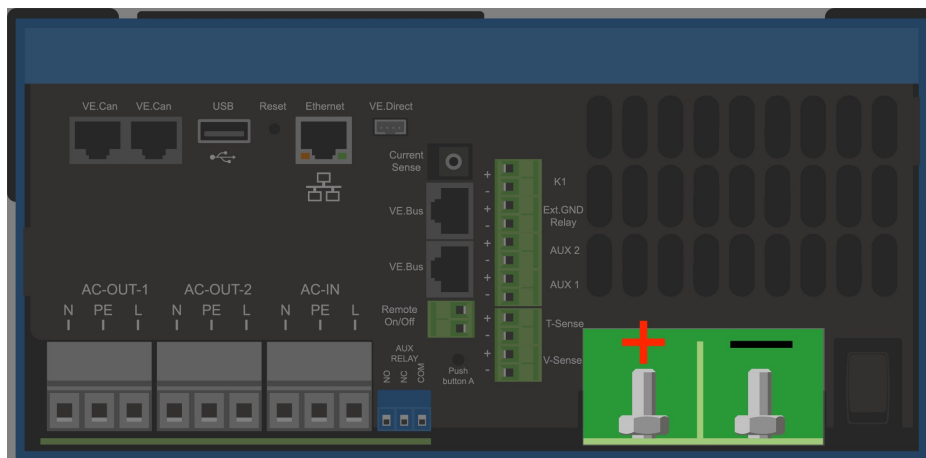 VE.Can VE.Can USB Reset Ethernet VE.Direct
Current
Sense
VE.Bus
VE.Bus
Remote
On/Off
+
-
+
-
+
-
+
-
+
-
+
-
K1
Ext.GND
Relay
AUX 2
AUX 1
T-Sense
V-Sense
AC-OUT-1 AC-OUT-2 AC-IN
N PE L N PE L N PE L
AUX
RELAY
NO NC COM
Push
button A
+ −